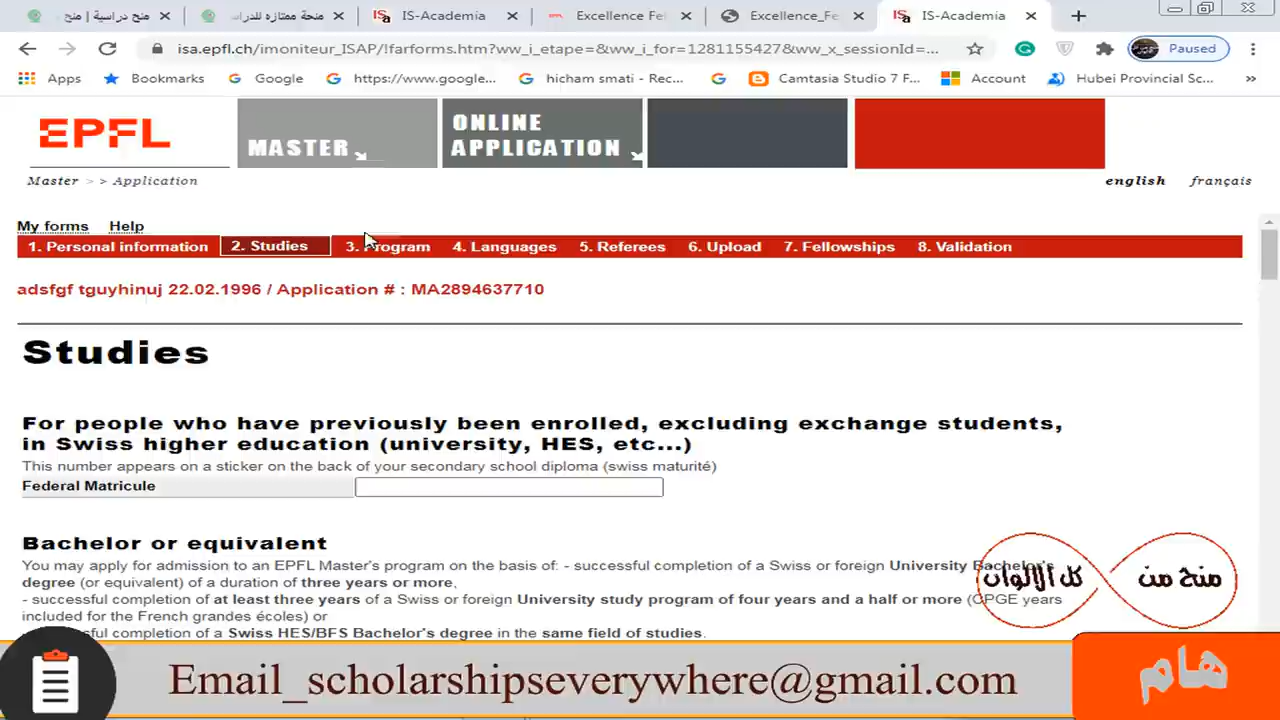 منح دراسية | منح
منحة ممتازه للدراسـ
IS-Academia
Excellence Fel
Excellence_Fe
IS-Academia
isa.epfl.ch/imoniteur_ISAP/!farforms.htm?ww_i_etape=&ww_i_for=1281155427&ww_x_sessionId=...
Paused
Apps
Bookmarks
Google
https://www.google...
hicham smati - Rec...
Camtasia Studio 7 F...
Account
Hubei Provincial Sc...
EPFL
MASTER
ONLINE
APPLICATION
Master > > Application
english
français
My forms
Help
1. Personal information
2. Studies
3. Program
4. Languages
5. Referees
6. Upload
7. Fellowships
8. Validation
adsfgf tguyhinuj 22.02.1996 / Application # : MA2894637710
Studies
For people who have previously been enrolled, excluding exchange students,
in Swiss higher education (university, HES, etc...)
This number appears on a sticker on the back of your secondary school diploma (swiss maturité)
Federal Matricule
Bachelor or equivalent
You may apply for admission to an EPFL Master's program on the basis of: - successful completion of a Swiss or foreign University Bachelor's
degree (or equivalent) of a duration of three years or more,
- successful completion of at least three years of a Swiss or foreign University study program of four years and a half or more (CPGE years
included for the French grandes écoles) or
successful completion of a Swiss HES/BFS Bachelor's degree in the same field of studies.
منح من
كل الالوان
Email_scholarshipseverywhere@gmail.com
هام